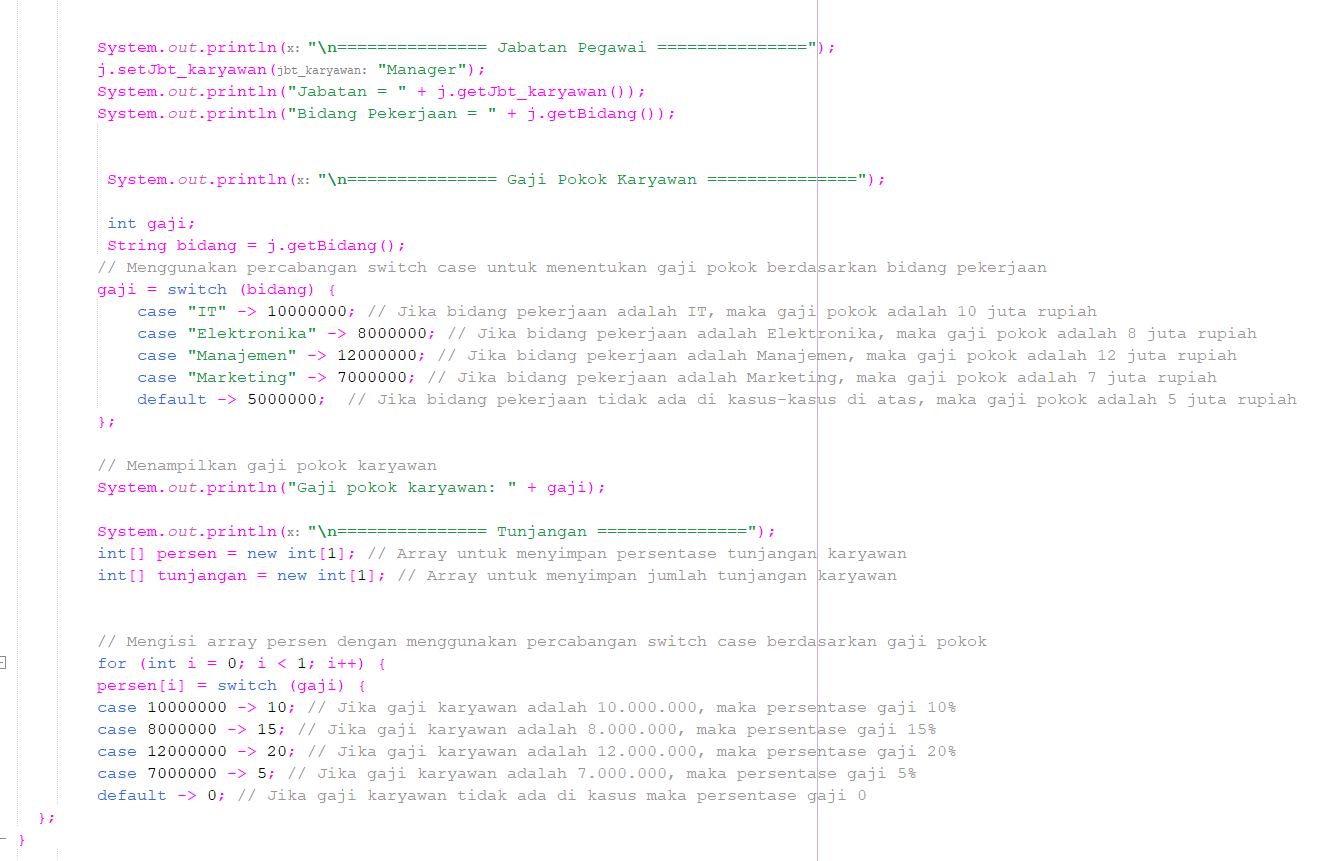 System.out.println(x: "\n=============== Jabatan Pegawai ===============");
j.setJbt_karyawan(jbt_karyawan: "Manager");
System.out.println("Jabatan = " + j.getJbt_karyawan());
System.out.println("Bidang Pekerjaan = " + j.getBidang());
System.out.println(x: "\n=============== Gaji Pokok Karyawan ===============");
int gaji;
String bidang = j.getBidang();
// Menggunakan percabangan switch case untuk menentukan gaji pokok berdasarkan bidang pekerjaan
gaji = switch (bidang) {
case "IT" -> 10000000; // Jika bidang pekerjaan adalah IT, maka gaji pokok adalah 10 juta rupiah
case "Elektronika" -> 8000000; // Jika bidang pekerjaan adalah Elektronika, maka gaji pokok adalah 8 juta rupiah
case "Manajemen" -> 12000000; // Jika bidang pekerjaan adalah Manajemen, maka gaji pokok adalah 12 juta rupiah
case "Marketing" -> 7000000; // Jika bidang pekerjaan adalah Marketing, maka gaji pokok adalah 7 juta rupiah
default -> 5000000;  // Jika bidang pekerjaan tidak ada di kasus-kasus di atas, maka gaji pokok adalah 5 juta rupiah
};
// Menampilkan gaji pokok karyawan
System.out.println("Gaji pokok karyawan: " + gaji);
System.out.println(x: "\n=============== Tunjangan ===============");
int[] persen = new int[1]; // Array untuk menyimpan persentase tunjangan karyawan
int[] tunjangan = new int[1]; // Array untuk menyimpan jumlah tunjangan karyawan
// Mengisi array persen dengan menggunakan percabangan switch case berdasarkan gaji pokok
for (int i = 0; i < 1; i++) {
persen[i] = switch (gaji) {
case 10000000 -> 10; // Jika gaji karyawan adalah 10.000.000, maka persentase gaji 10%
case 8000000 -> 15; // Jika gaji karyawan adalah 8.000.000, maka persentase gaji 15%
case 12000000 -> 20; // Jika gaji karyawan adalah 12.000.000, maka persentase gaji 20%
case 7000000 -> 5; // Jika gaji karyawan adalah 7.000.000, maka persentase gaji 5%
default -> 0; // Jika gaji karyawan tidak ada di kasus maka persentase gaji 0
};
}